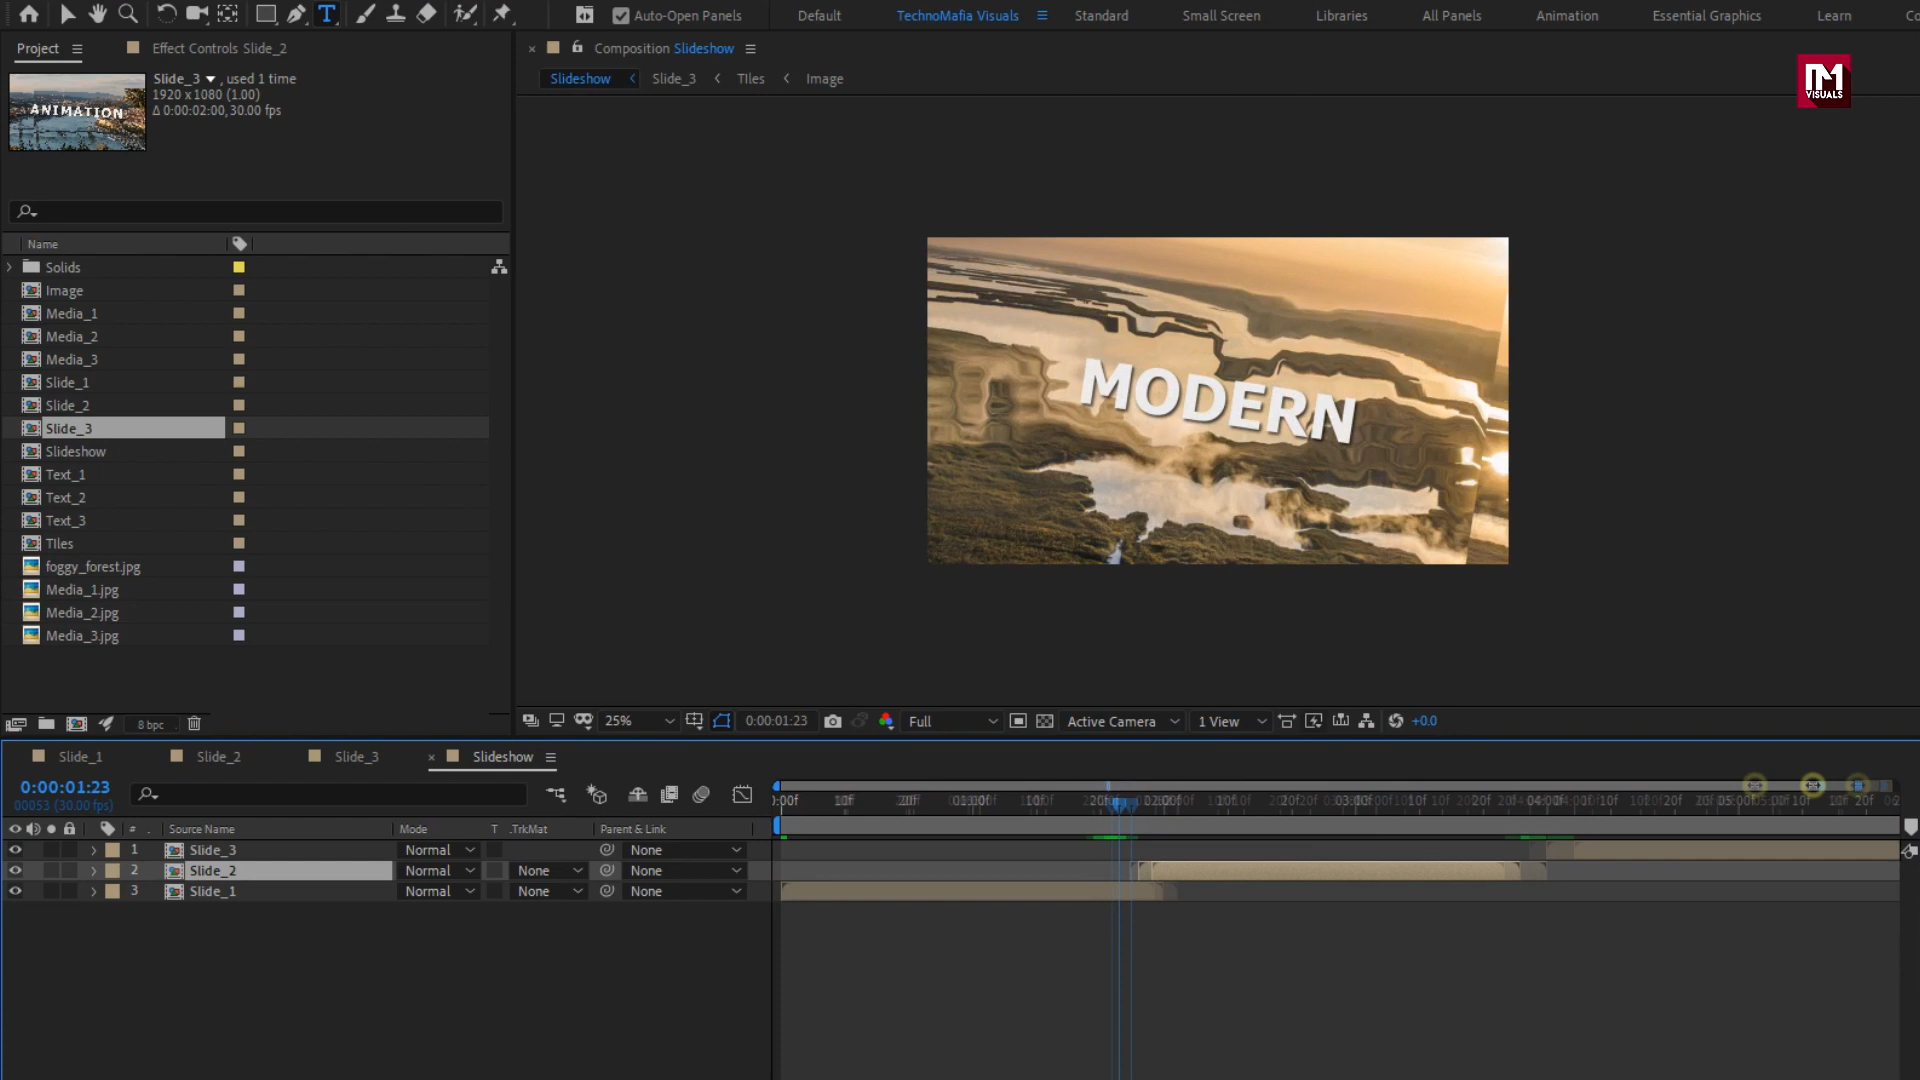 Auto-Open Panels Default TechnoMafia Visuals Standard Small Screen Libraries All Panels Animation Essential Graphics Learn Co
Project Effect Controls Slide_2
× Composition Slideshow
Slide_3 , used 1 time
1920 x 1080 (1.00)
Δ 0:00:02:00, 30.00 fps
ANIMATION
Slideshow Slide_3 TIles Image
VISUALS
Name
Solids
Image
Media_1
Media_2
Media_3
Slide_1
Slide_2
Slide_3
Slideshow
Text_1
Text_2
Text_3
TIles
foggy_forest.jpg
Media_1.jpg
Media_2.jpg
Media_3.jpg
MODERN
8 bpc
25% 0:00:01:23 Full Active Camera 1 View +0.0
Slide_1 Slide_2 Slide_3 × Slideshow
0:00:01:23
00053 (30.00 fps)
# Source Name Mode T .TrkMat Parent & Link
1 Slide_3 Normal None
2 Slide_2 Normal None None
3 Slide_1 Normal None None